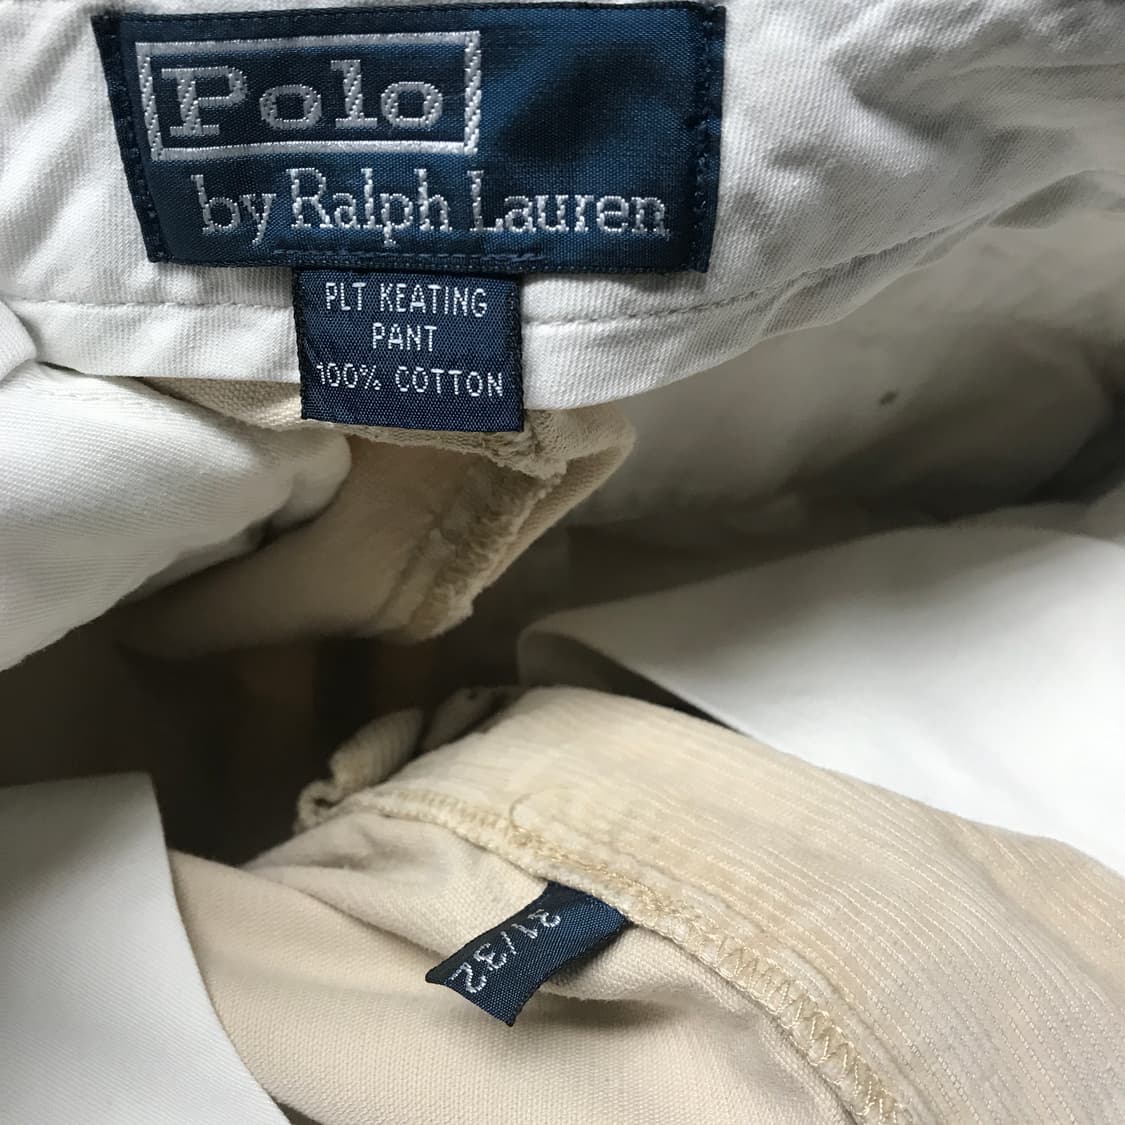 Polo
by Ralph Lauren
PLT KEATING
PANT
100% COTTON
31/32